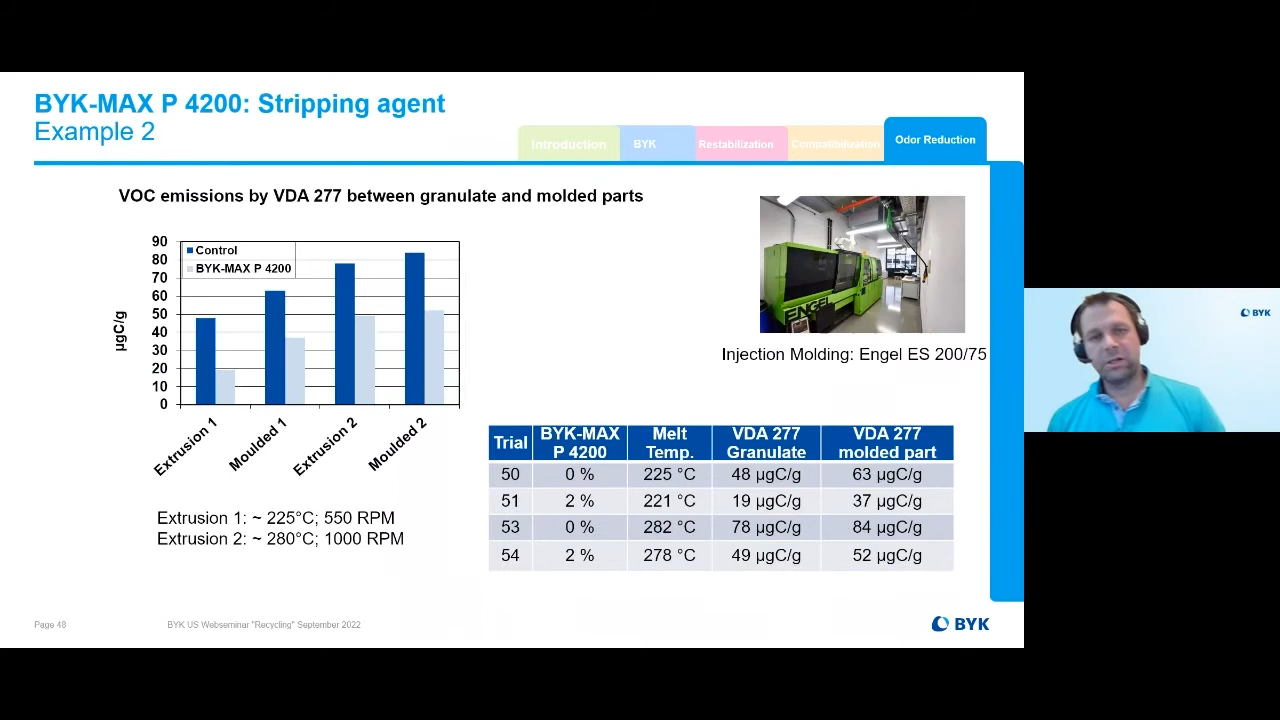 BYK-MAX P 4200: Stripping agent
Example 2
Introduction
BYK
Restabilization
Compatibilization
Odor Reduction
VOC emissions by VDA 277 between granulate and molded parts
90
80
70
60
50
40
30
20
10
0
µgC/g
Control
BYK-MAX P 4200
Extrusion 1
Moulded 1
Extrusion 2
Moulded 2
Extrusion 1: ~ 225°C; 550 RPM
Extrusion 2: ~ 280°C; 1000 RPM
ENGEL
Injection Molding: Engel ES 200/75
Trial BYK-MAX P 4200 Melt Temp. VDA 277 Granulate VDA 277 molded part
50 0 % 225 °C 48 µgC/g 63 µgC/g
51 2 % 221 °C 19 µgC/g 37 µgC/g
53 0 % 282 °C 78 µgC/g 84 µgC/g
54 2 % 278 °C 49 µgC/g 52 µgC/g
Page 48
BYK US Webseminar "Recycling" September 2022
BYK
BYK